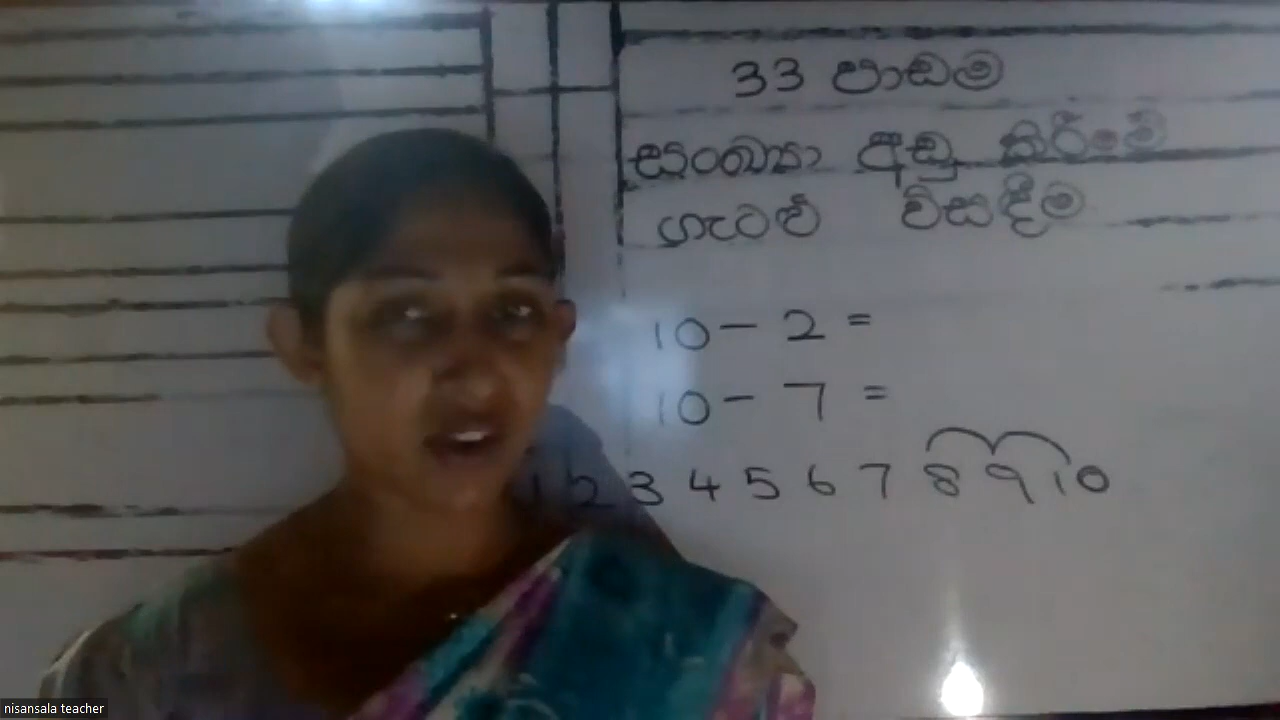 33 පාඩම
සංඛ්‍යා අඩු කිරීමේ
ගැටළු විසඳීම
10 - 2 =
10 - 7 =
1 2 3 4 5 6 7 8 9 10
nisansala teacher